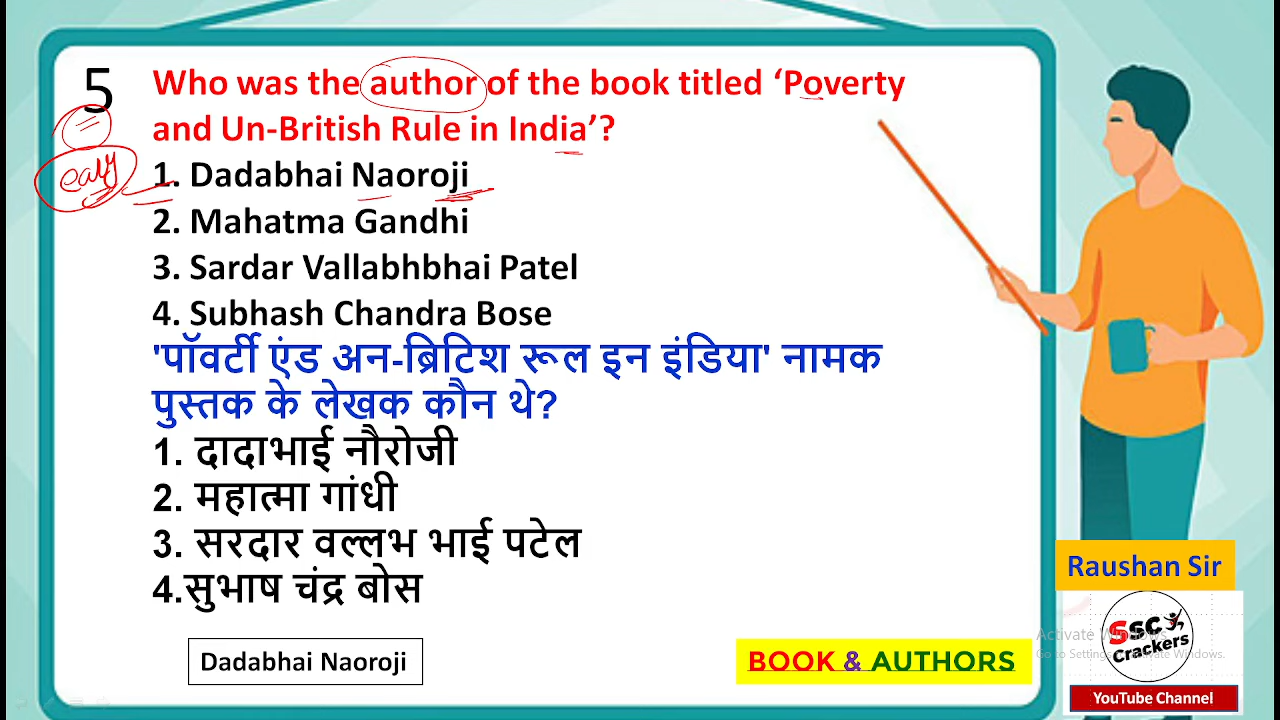 5
Who was the author of the book titled ‘Poverty
and Un-British Rule in India’?
easy
1. Dadabhai Naoroji
2. Mahatma Gandhi
3. Sardar Vallabhbhai Patel
4. Subhash Chandra Bose
'पॉवर्टी एंड अन-ब्रिटिश रूल इन इंडिया' नामक
पुस्तक के लेखक कौन थे?
1. दादाभाई नौरोजी
2. महात्मा गांधी
3. सरदार वल्लभ भाई पटेल
4.सुभाष चंद्र बोस
Dadabhai Naoroji
BOOK & AUTHORS
Raushan Sir
SSC
Crackers
Activate Windows
Go to Settings to activate Windows.
YouTube Channel